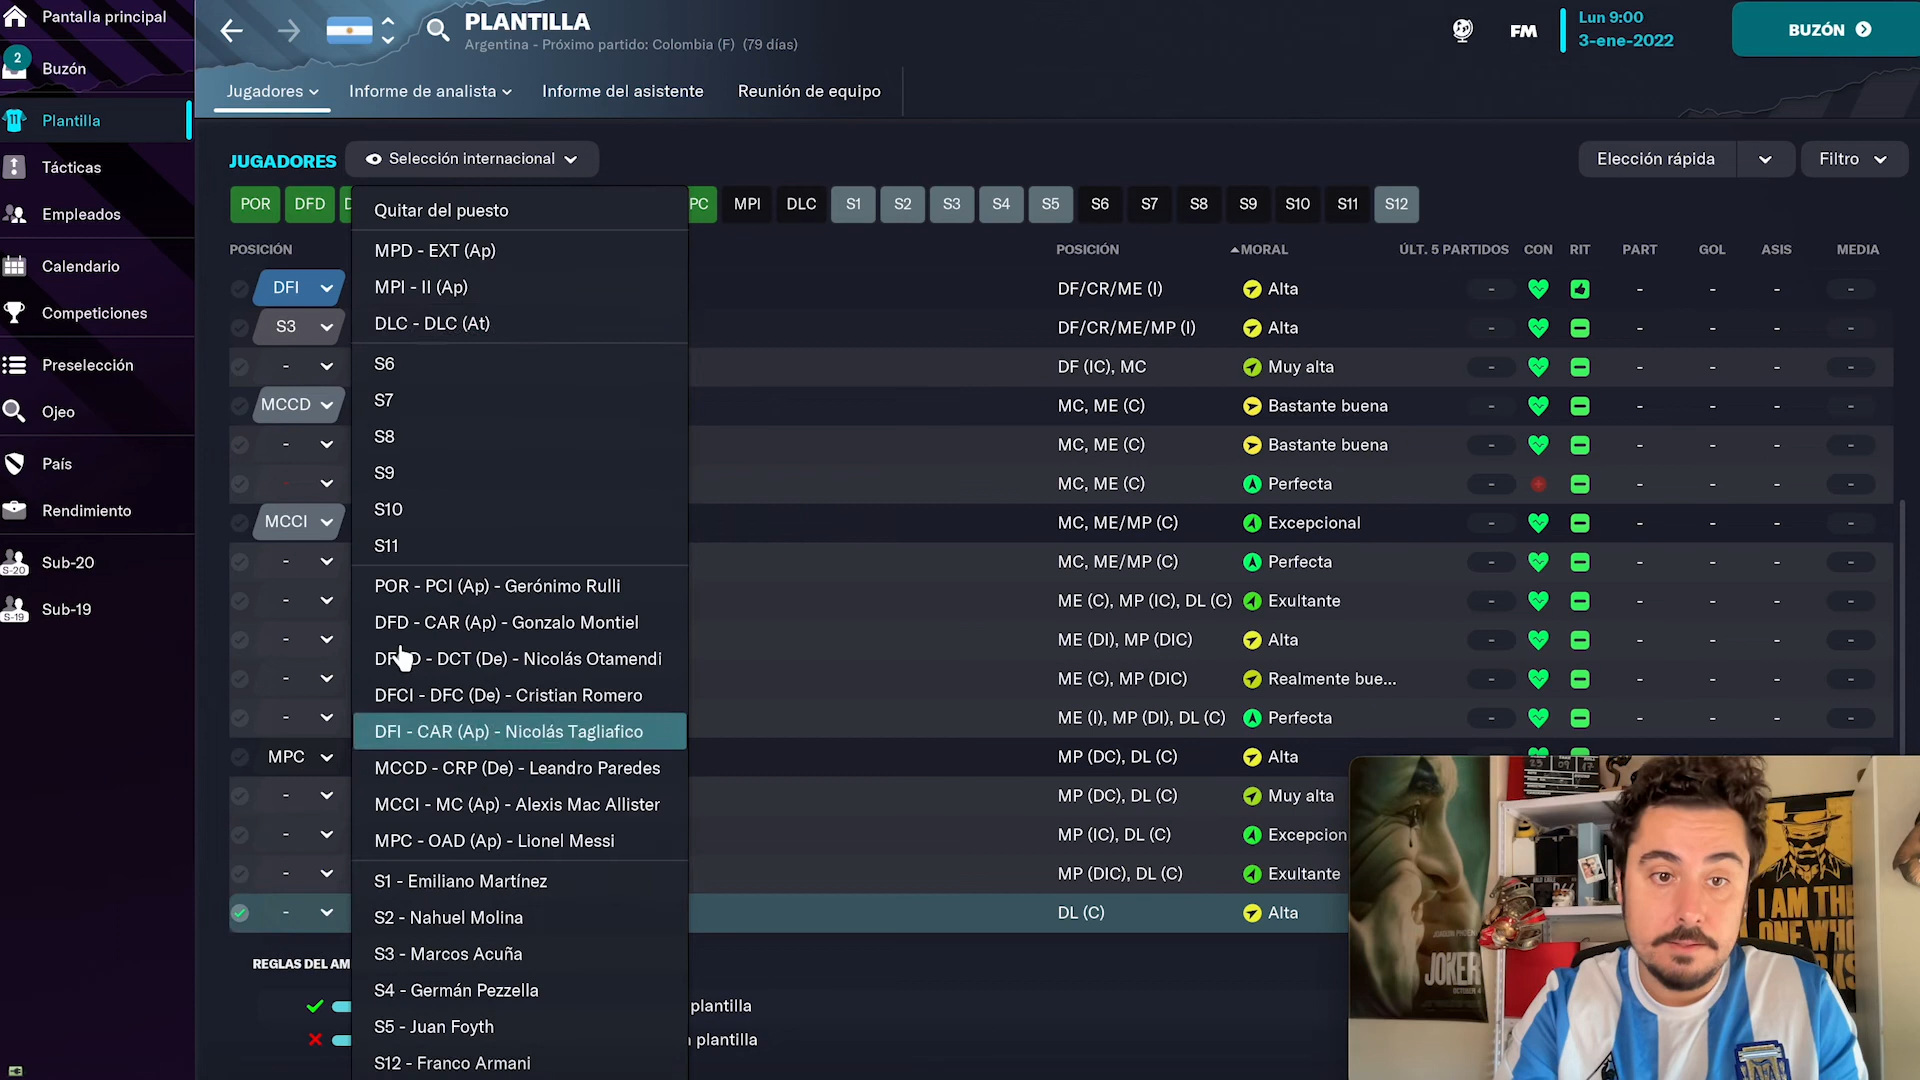 Pantalla principal
2
Buzón
Plantilla
Tácticas
Empleados
Calendario
Competiciones
Preselección
Ojeo
País
Rendimiento
S-20 Sub-20
S-19 Sub-19
PLANTILLA
Argentina - Próximo partido: Colombia (F) (79 días)
FM
Lun 9:00
3-ene-2022
BUZÓN
Jugadores
Informe de analista
Informe del asistente
Reunión de equipo
JUGADORES
Selección internacional
Elección rápida
Filtro
POR DFD D PC MPI DLC S1 S2 S3 S4 S5 S6 S7 S8 S9 S10 S11 S12
POSICIÓN POSICIÓN MORAL ÚLT. 5 PARTIDOS CON RIT PART GOL ASIS MEDIA
DFI DF/CR/ME (I) Alta - - - - -
S3 DF/CR/ME/MP (I) Alta - - - - -
- DF (IC), MC Muy alta - - - - -
MCCD MC, ME (C) Bastante buena - - - - -
- MC, ME (C) Bastante buena - - - - -
- MC, ME (C) Perfecta - - - - -
MCCI MC, ME/MP (C) Excepcional - - - - -
- MC, ME/MP (C) Perfecta - - - - -
- ME (C), MP (IC), DL (C) Exultante - - - - -
- ME (DI), MP (DIC) Alta - - - - -
- ME (C), MP (DIC) Realmente bue... - - - - -
- ME (I), MP (DI), DL (C) Perfecta - - - - -
MPC MP (DC), DL (C) Alta
- MP (DC), DL (C) Muy alta
- MP (IC), DL (C) Excepcion
- MP (DIC), DL (C) Exultante
- DL (C) Alta
Quitar del puesto
MPD - EXT (Ap)
MPI - II (Ap)
DLC - DLC (At)
S6
S7
S8
S9
S10
S11
POR - PCI (Ap) - Gerónimo Rulli
DFD - CAR (Ap) - Gonzalo Montiel
DF D - DCT (De) - Nicolás Otamendi
DFCI - DFC (De) - Cristian Romero
DFI - CAR (Ap) - Nicolás Tagliafico
MCCD - CRP (De) - Leandro Paredes
MCCI - MC (Ap) - Alexis Mac Allister
MPC - OAD (Ap) - Lionel Messi
S1 - Emiliano Martínez
S2 - Nahuel Molina
S3 - Marcos Acuña
S4 - Germán Pezzella
S5 - Juan Foyth
S12 - Franco Armani
REGLAS DEL AM
plantilla
plantilla
JOAQUIN PHOENIX
JOKER
OCTOBER 4
I AM THE
ONE WHO